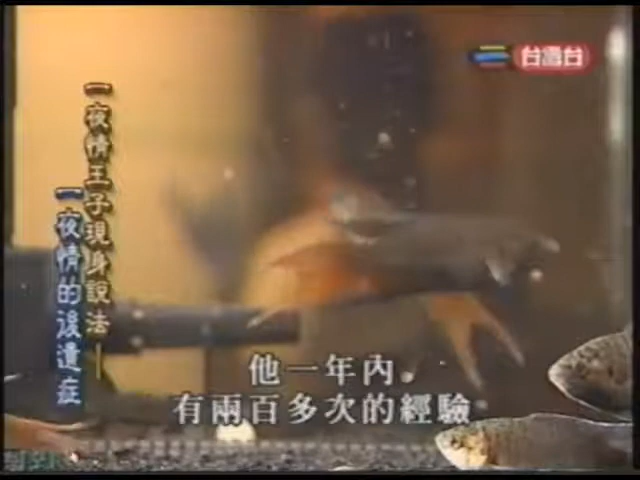 台灣台
一夜情王子現身說法—
一夜情的後遺症
他一年內
有兩百多次的經驗